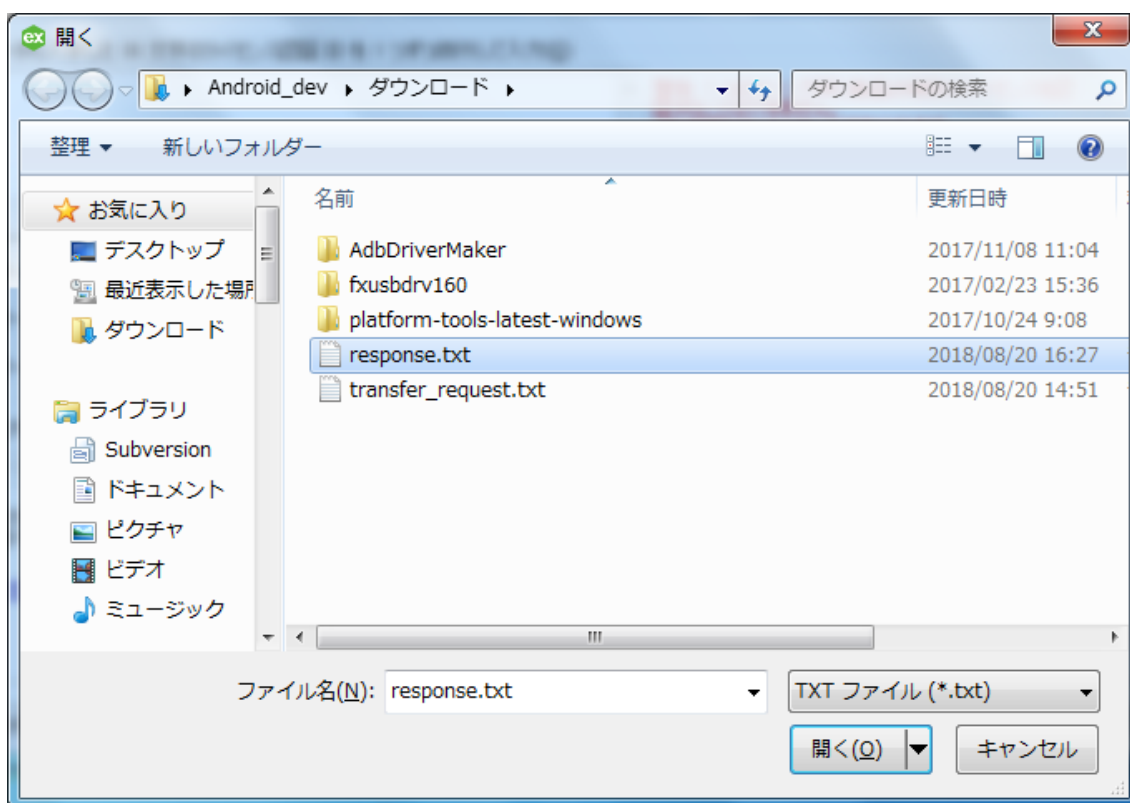 ex 開く
Android_dev ダウンロード ダウンロードの検索
整理 新しいフォルダー
お気に入り
デスクトップ
最近表示した場所
ダウンロード
ライブラリ
Subversion
ドキュメント
ピクチャ
ビデオ
ミュージック
名前 更新日時
AdbDriverMaker 2017/11/08 11:04
fxusbdrv160 2017/02/23 15:36
platform-tools-latest-windows 2017/10/24 9:08
response.txt 2018/08/20 16:27
transfer_request.txt 2018/08/20 14:51
ファイル名(N): response.txt TXT ファイル (*.txt)
開く(O) キャンセル